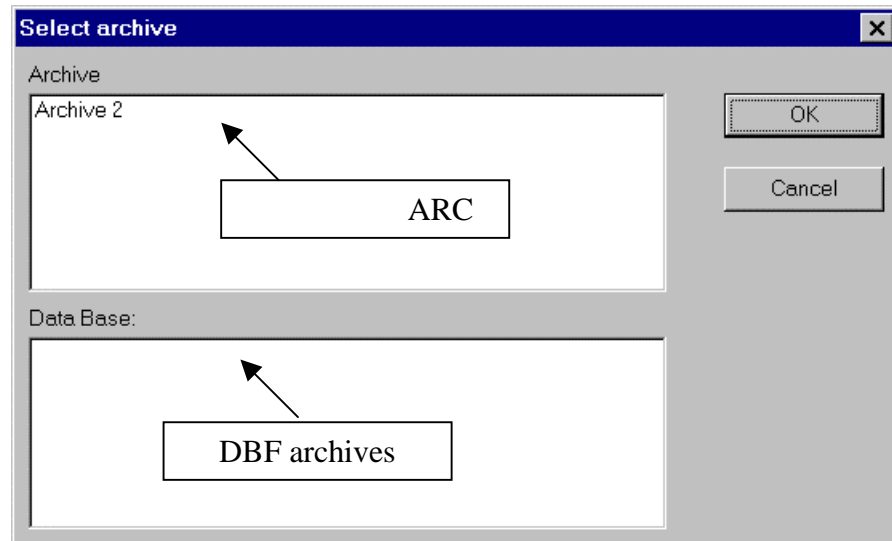 Select archive
Archive
Archive 2
OK
ARC
Cancel
Data Base:
DBF archives